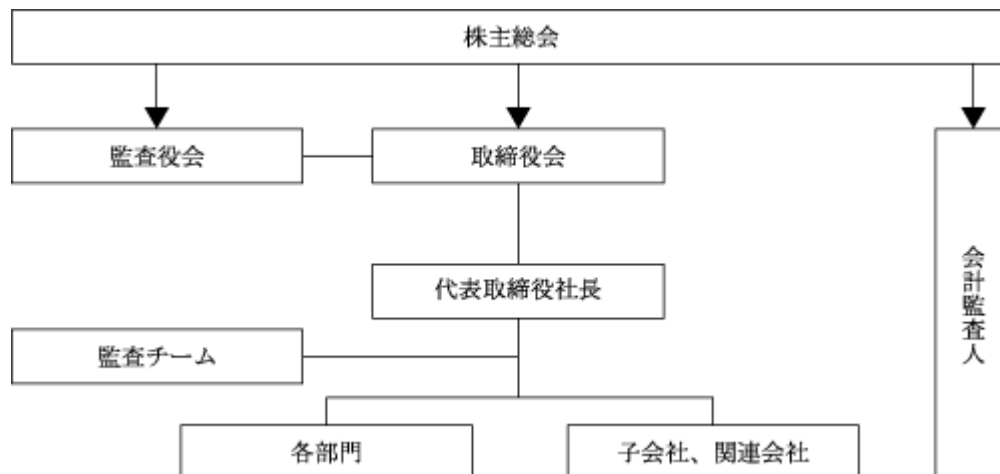 株主総会
監査役会
取締役会
代表取締役社長
会計監査人
監査チーム
各部門
子会社、関連会社